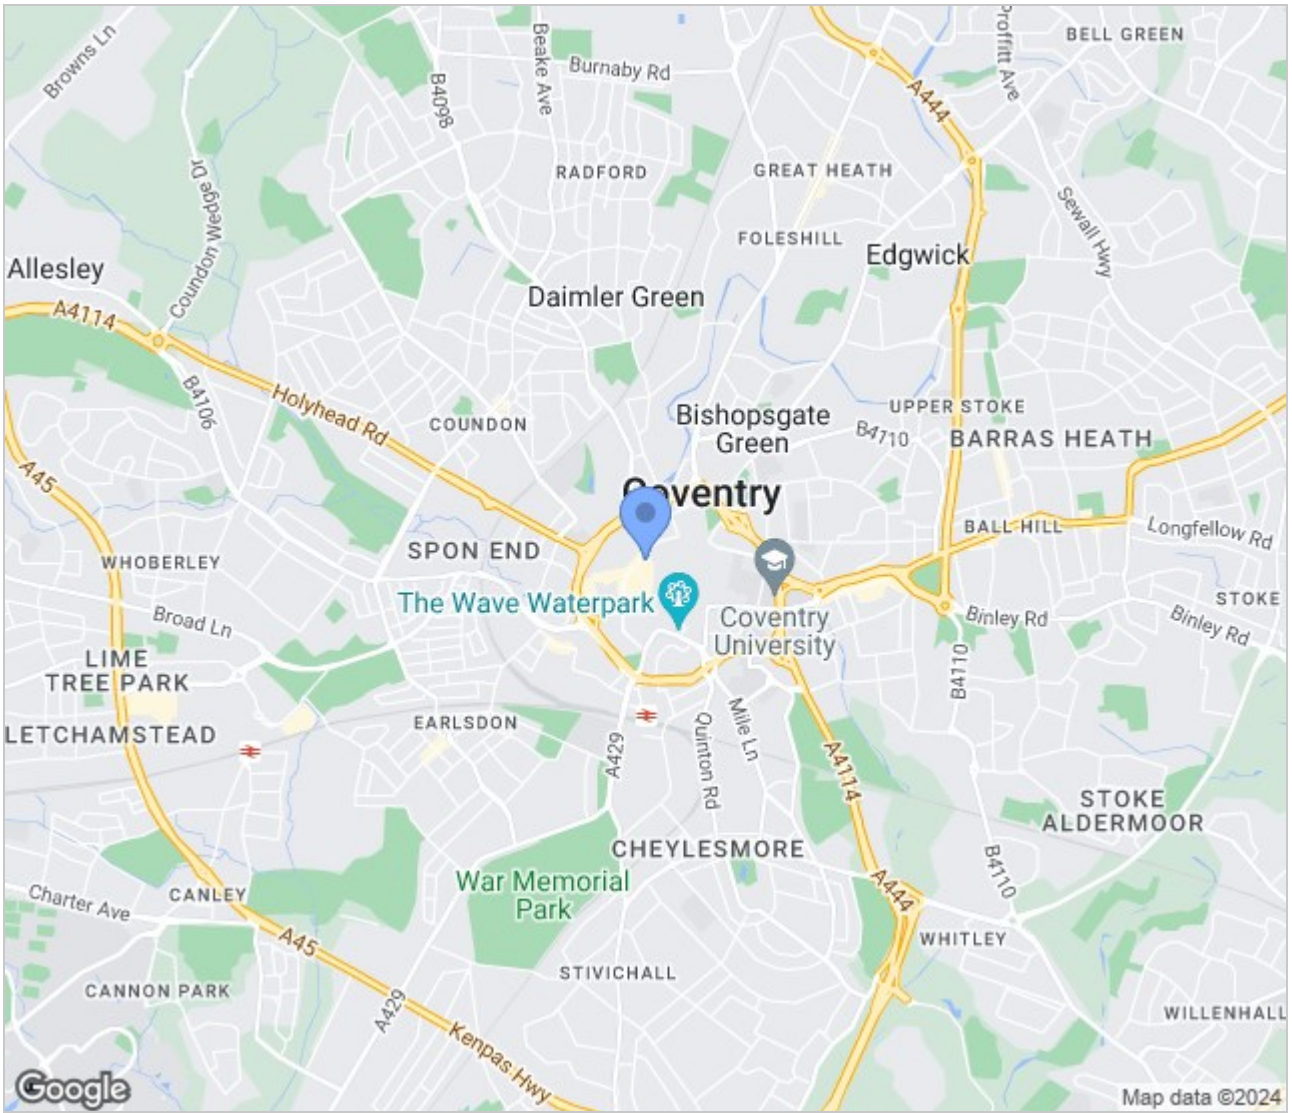 Browns Ln
B4098
Beake Ave
Burnaby Rd
Proffitt Ave
BELL GREEN
A444
RADFORD
GREAT HEATH
Coundon Wedge Dr
Sewall Hwy
FOLESHILL
Edgwick
Allesley
Daimler Green
A4114
B4106
Holyhead Rd
COUNDON
Bishopsgate
Green
UPPER STOKE
B4710
BARRAS HEATH
A45
Coventry
BALL HILL
Longfellow Rd
WHOBERLEY
SPON END
The Wave Waterpark
Coventry
University
STOKE
Broad Ln
Binley Rd
Binley Rd
LIME
TREE PARK
B4110
LETCHAMSTEAD
EARLSDON
A429
Quinton Rd
Mile Ln
A4114
STOKE
ALDERMOOR
CHEYLESMORE
War Memorial
Park
B4110
A444
Charter Ave
CANLEY
A45
WHITLEY
STIVICHALL
CANNON PARK
A429
Kenpas Hwy
WILLENHALL
Google
Map data ©2024